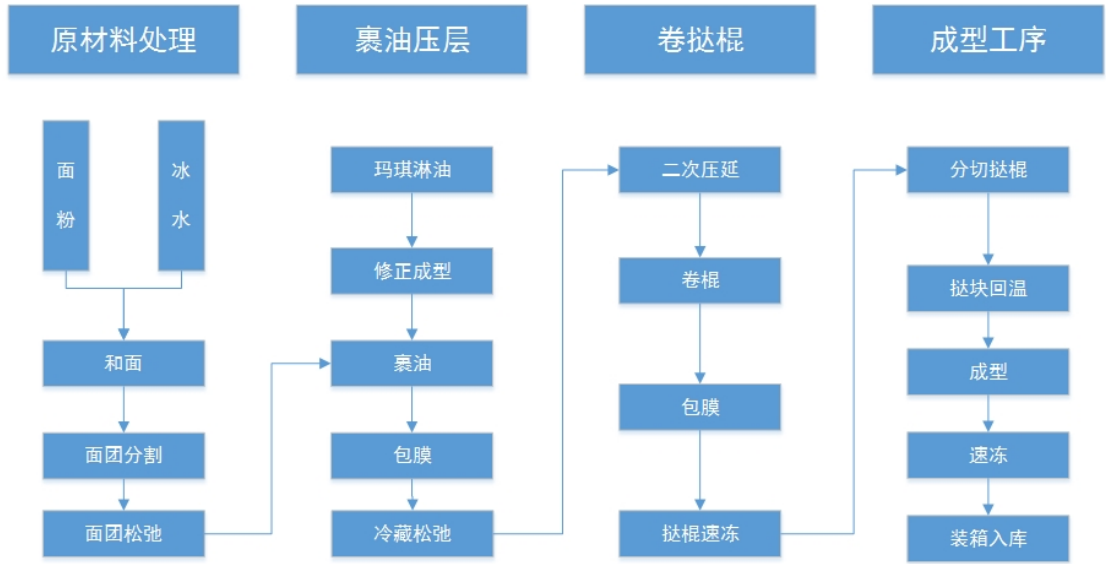 原材料处理
裹油压层
卷挞棍
成型工序
面粉
冰水
和面
面团分割
面团松弛
玛琪淋油
修正成型
裹油
包膜
冷藏松弛
二次压延
卷棍
包膜
挞棍速冻
分切挞棍
挞块回温
成型
速冻
装箱入库